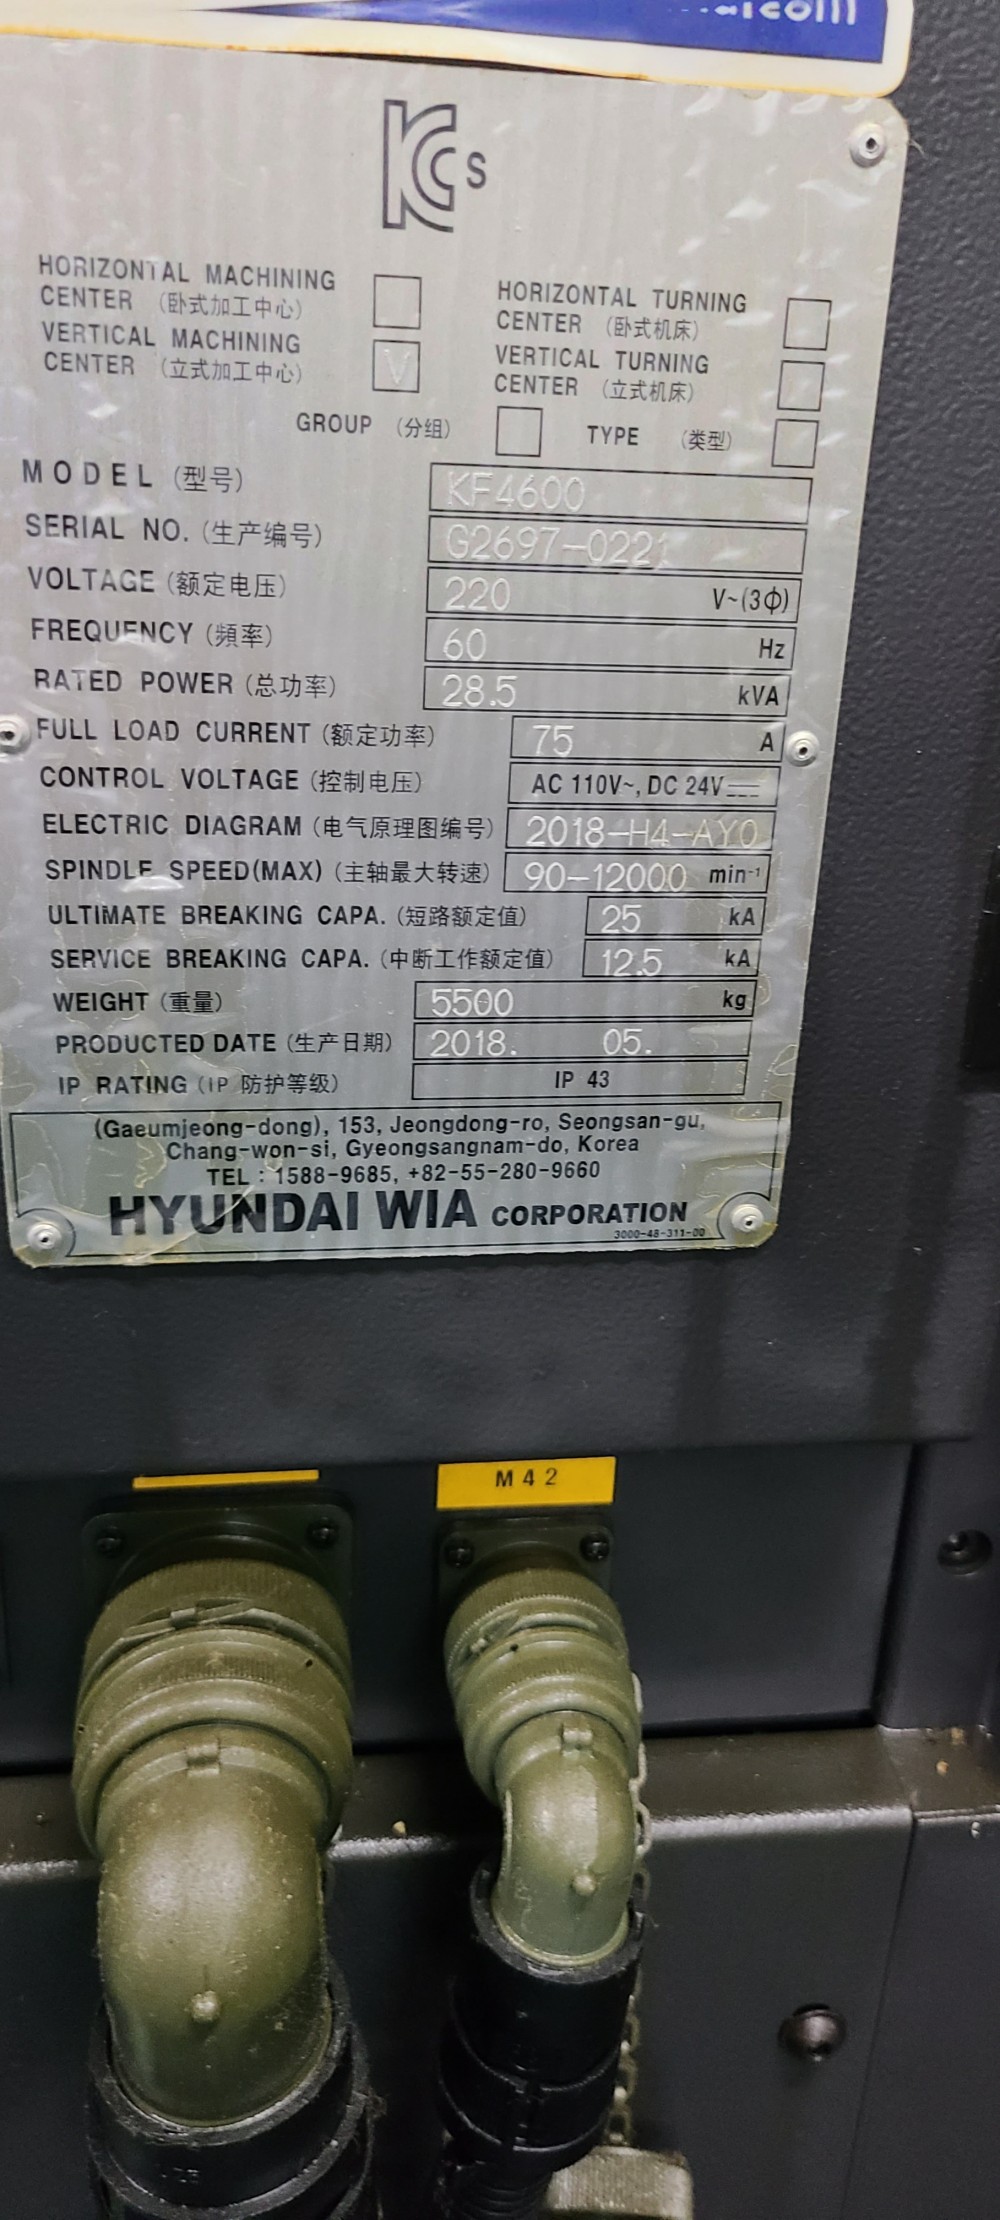 KCs
HORIZONTAL MACHINING
CENTER (卧式加工中心)
VERTICAL MACHINING
CENTER (立式加工中心) V
HORIZONTAL TURNING
CENTER (卧式机床)
VERTICAL TURNING
CENTER (立式机床)
GROUP (分组) TYPE (类型)
MODEL (型号) KF4600
SERIAL NO. (生产编号) G2697-0221
VOLTAGE (额定电压) 220 V~(3Φ)
FREQUENCY (頻率) 60 Hz
RATED POWER (总功率) 28.5 kVA
FULL LOAD CURRENT (额定功率) 75 A
CONTROL VOLTAGE (控制电压) AC 110V~, DC 24V⎓
ELECTRIC DIAGRAM (电气原理图编号) 2018-H4-AY0
SPINDLE SPEED(MAX) (主轴最大转速) 90-12000 min-1
ULTIMATE BREAKING CAPA. (短路额定值) 25 kA
SERVICE BREAKING CAPA. (中断工作额定值) 12.5 kA
WEIGHT (重量) 5500 kg
PRODUCTED DATE (生产日期) 2018. 05.
IP RATING (IP 防护等级) IP 43
(Gaeumjeong-dong), 153, Jeongdong-ro, Seongsan-gu,
Chang-won-si, Gyeongsangnam-do, Korea
TEL : 1588-9685, +82-55-280-9660
HYUNDAI WIA CORPORATION
3000-48-311-00
M42